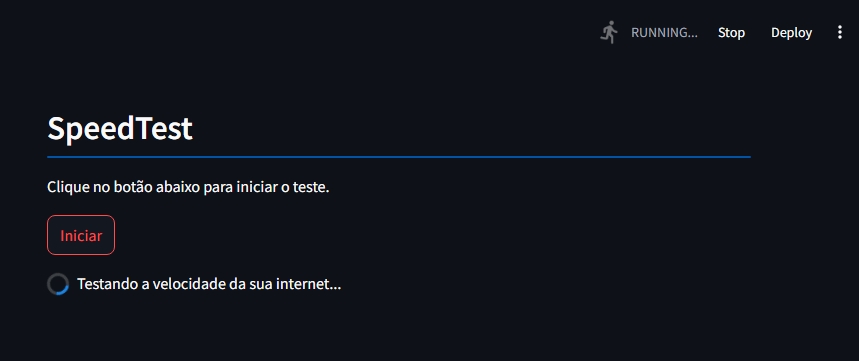 RUNNING... Stop Deploy
SpeedTest
Clique no botão abaixo para iniciar o teste.
Iniciar
Testando a velocidade da sua internet...